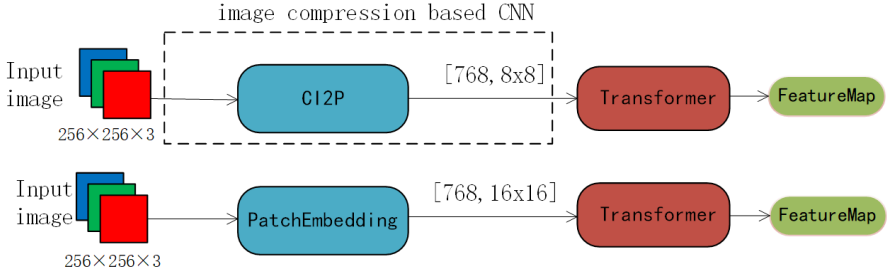 image compression based CNN
Input
image
256×256×3
CI2P
[768,8x8]
Transformer
FeatureMap
Input
image
256×256×3
PatchEmbedding
[768,16x16]
Transformer
FeatureMap